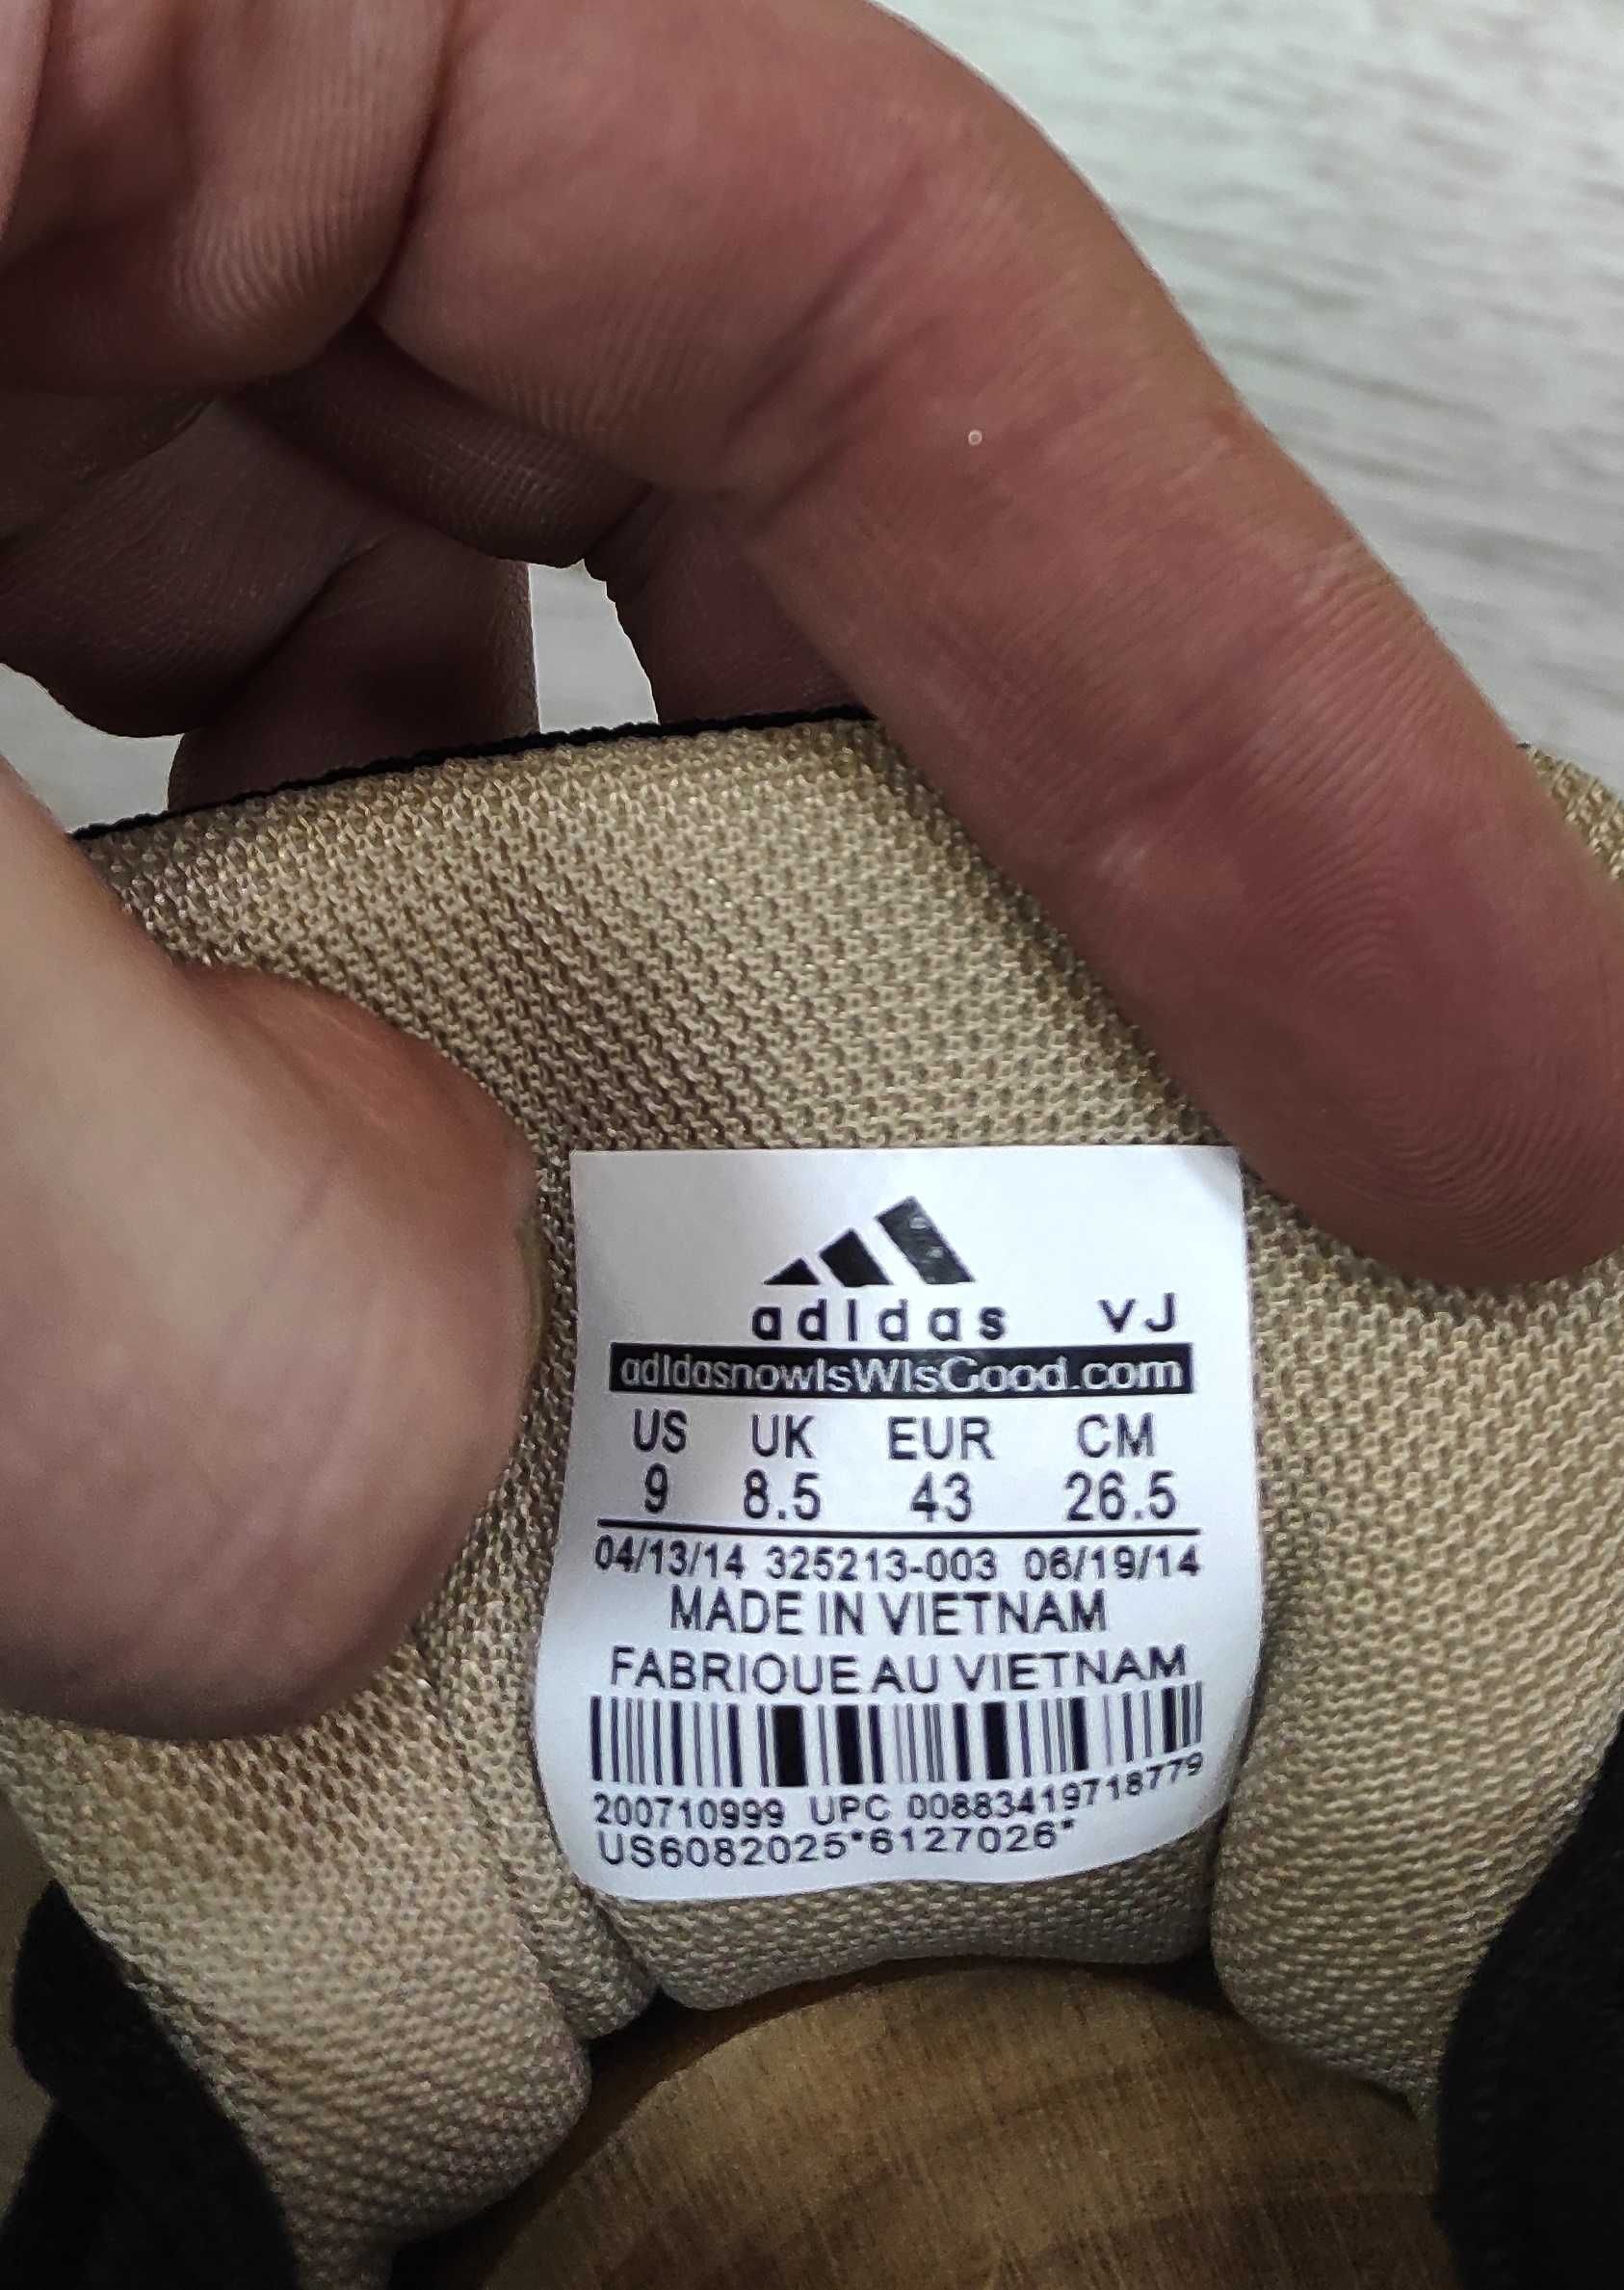 adidas VJ
adidasnowIsWIsGood.com
US UK EUR CM
9 8.5 43 26.5
04/13/14 325213-003 06/19/14
MADE IN VIETNAM
FABRIQUE AU VIETNAM
200710999 UPC 00883419718779
US6082025*6127026*